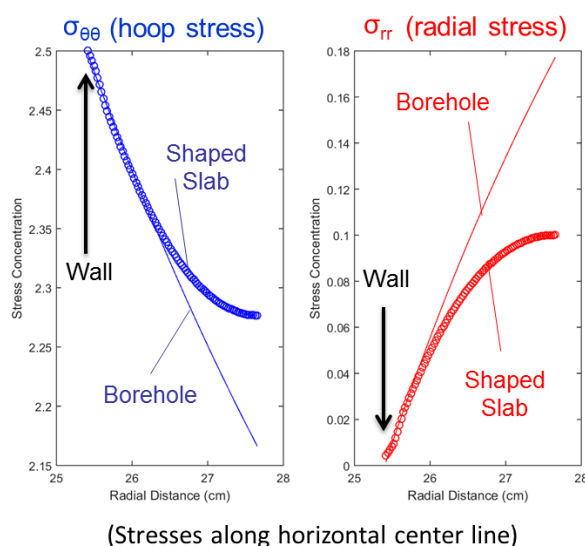 σθθ (hoop stress)
2.5
2.45
2.4
2.35
2.3
2.25
2.2
2.15
Stress Concentration
Shaped
Slab
Wall
Borehole
25
26
27
28
Radial Distance (cm)
σrr (radial stress)
0.18
0.16
0.14
0.12
0.1
0.08
0.06
0.04
0.02
0
Stress Concentration
Borehole
Wall
Shaped
Slab
25
26
27
28
Radial Distance (cm)
(Stresses along horizontal center line)